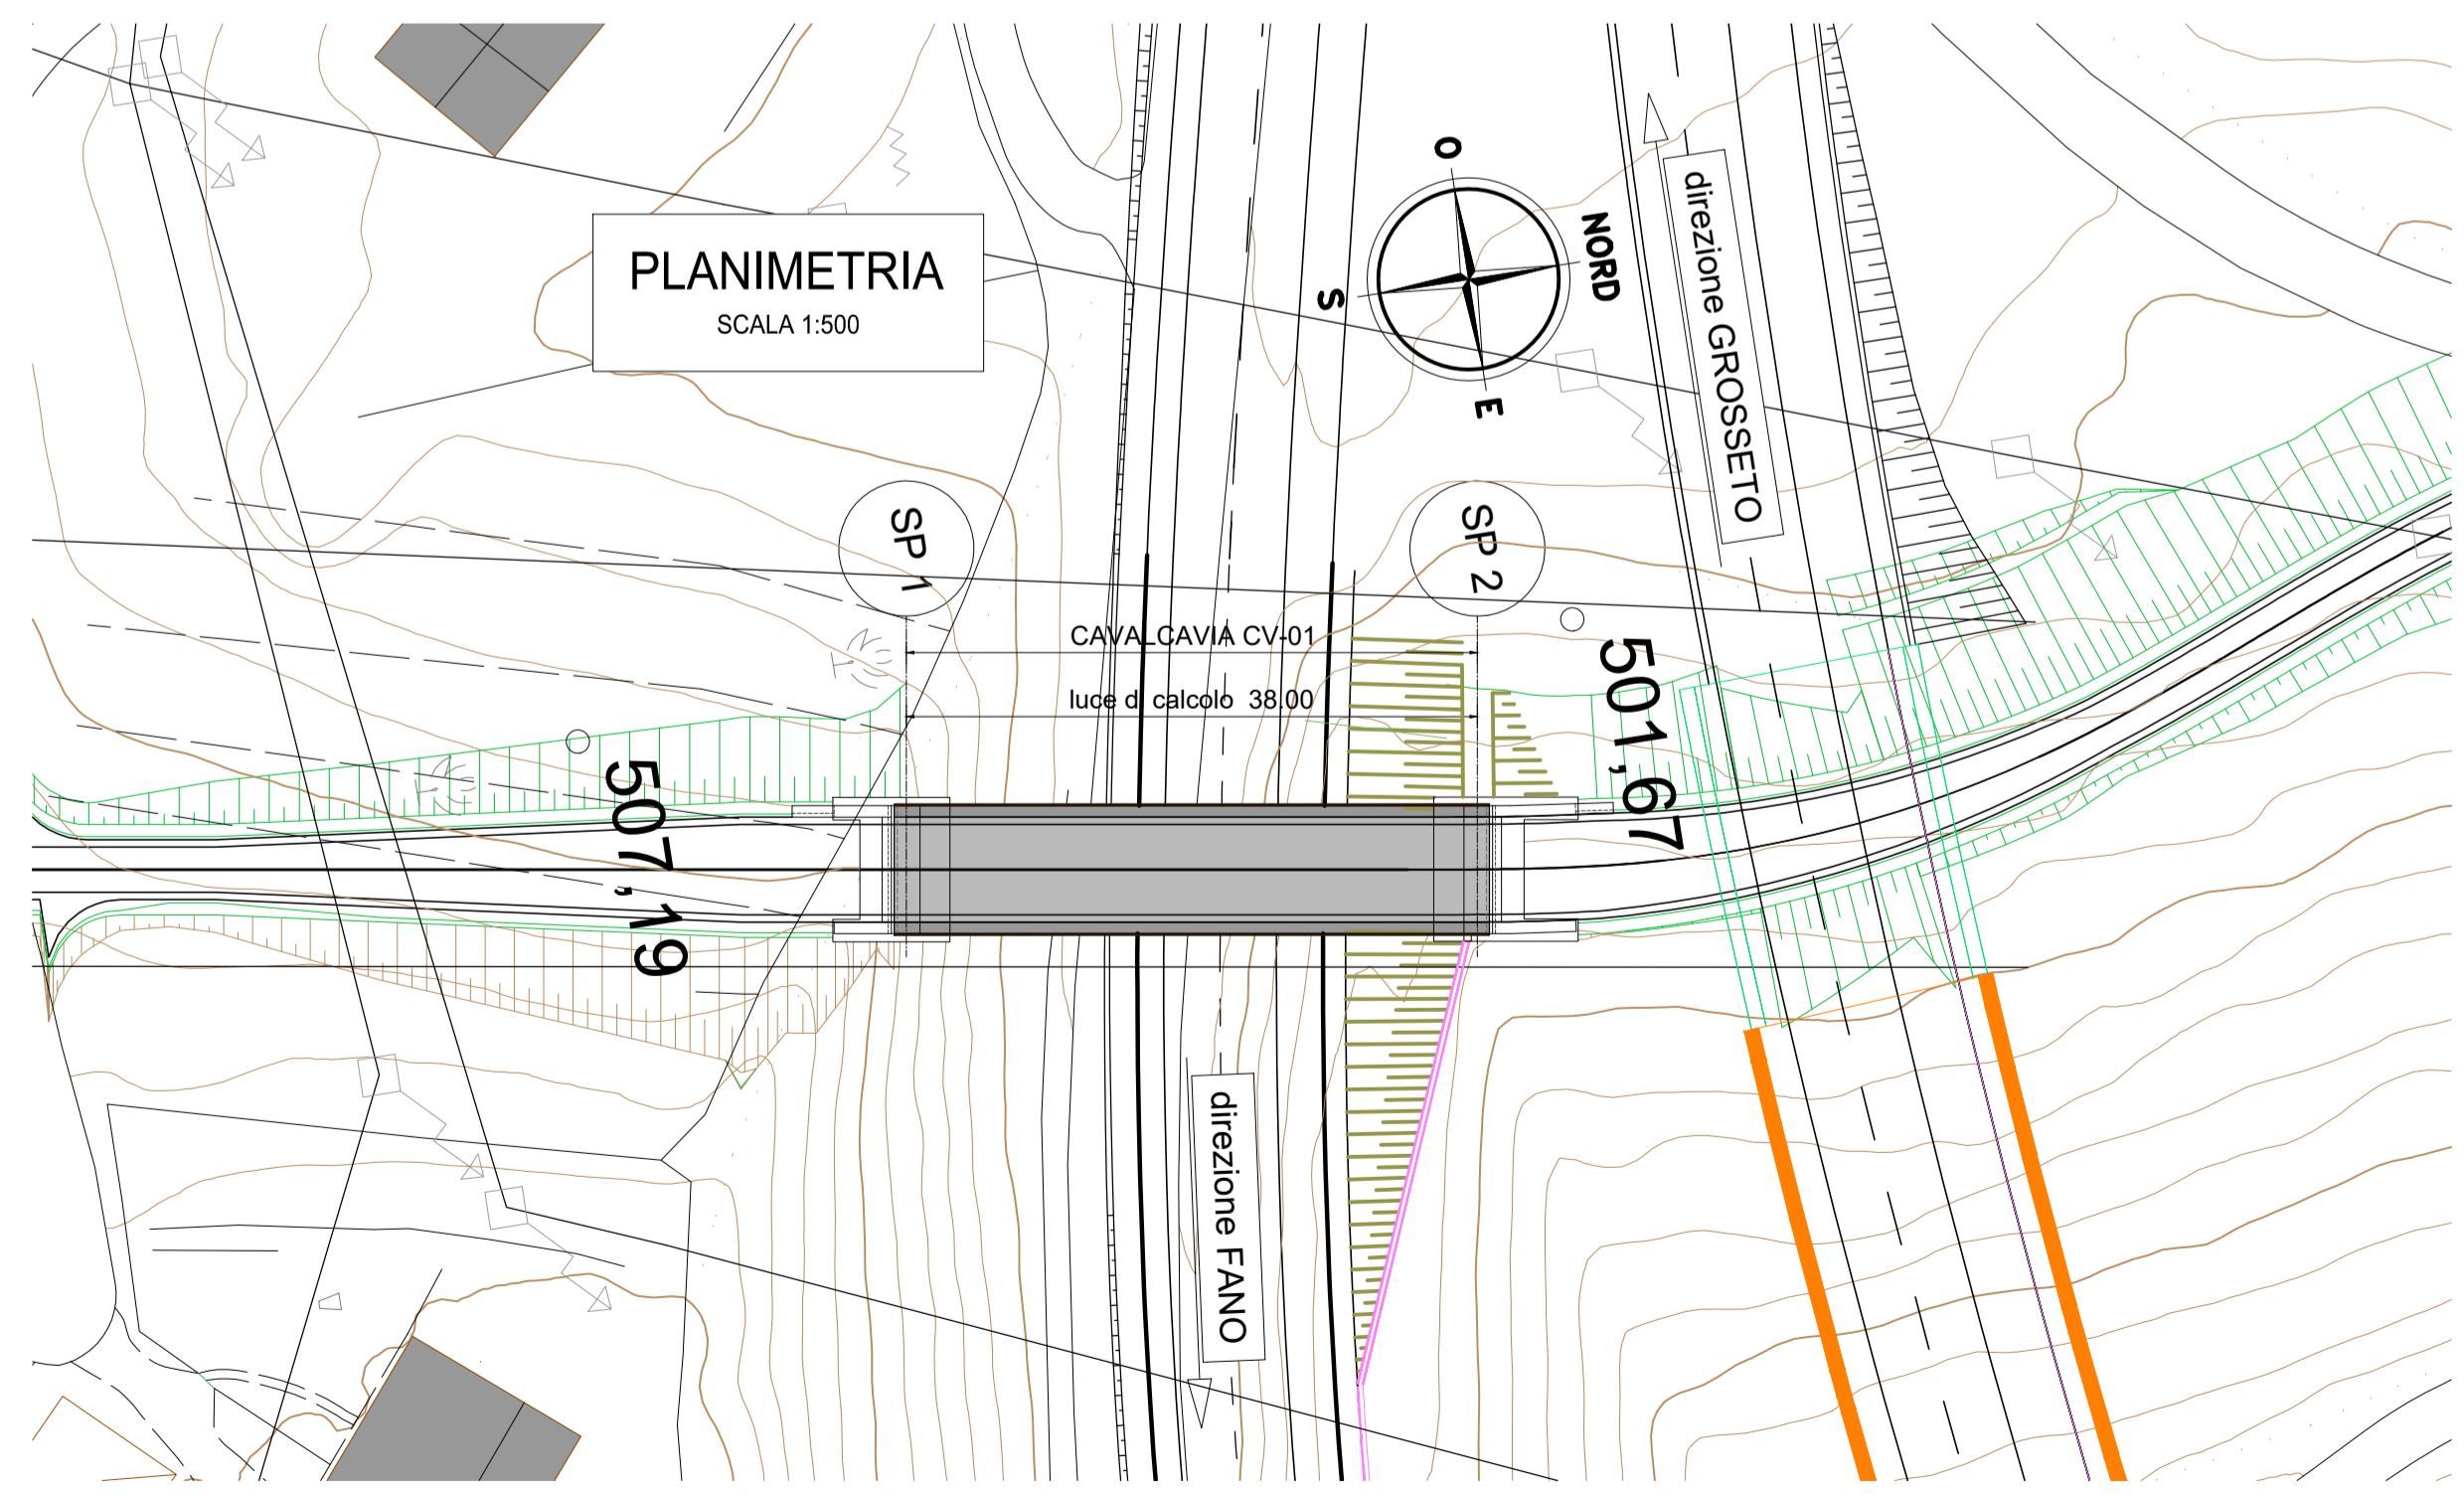 O
NORD
S
E
direzione GROSSETO
PLANIMETRIA
SCALA 1:500
SP 1
SP 2
CAVALCAVIA CV-01
luce di calcolo 38.00
501,67
507,19
direzione FANO